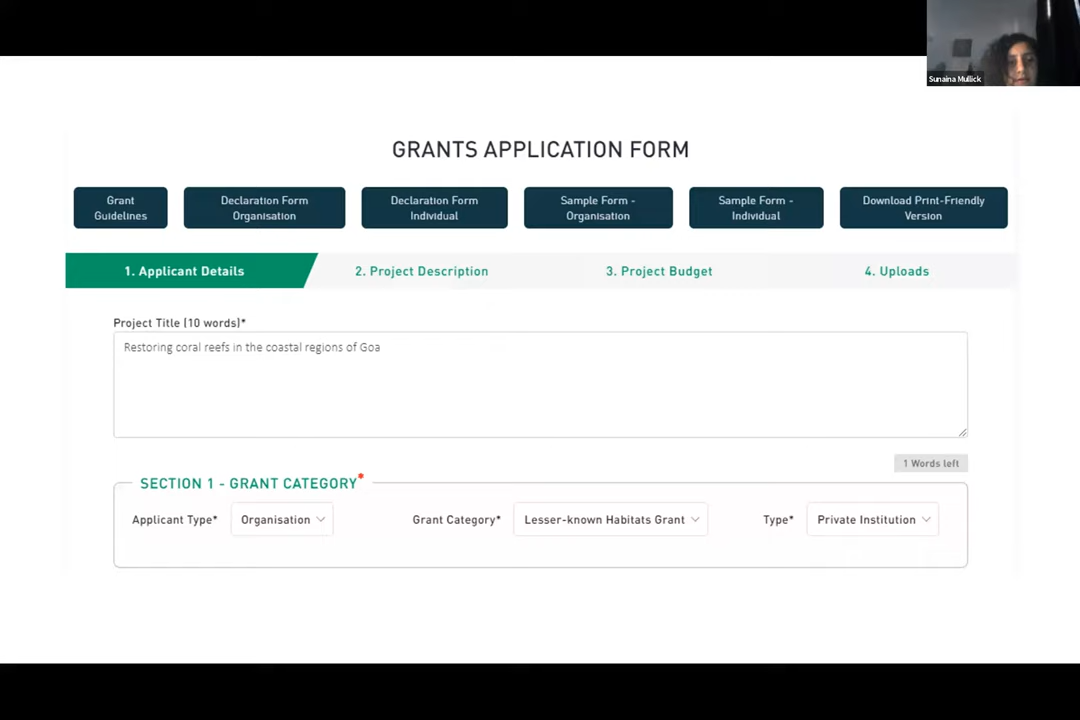 Sunaina Mullick
GRANTS APPLICATION FORM
Grant
Guidelines
Declaration Form
Organisation
Declaration Form
Individual
Sample Form -
Organisation
Sample Form -
Individual
Download Print-Friendly
Version
1. Applicant Details
2. Project Description
3. Project Budget
4. Uploads
Project Title (10 words)*
Restoring coral reefs in the coastal regions of Goa
1 Words left
SECTION 1 - GRANT CATEGORY*
Applicant Type* Organisation Grant Category* Lesser-known Habitats Grant Type* Private Institution